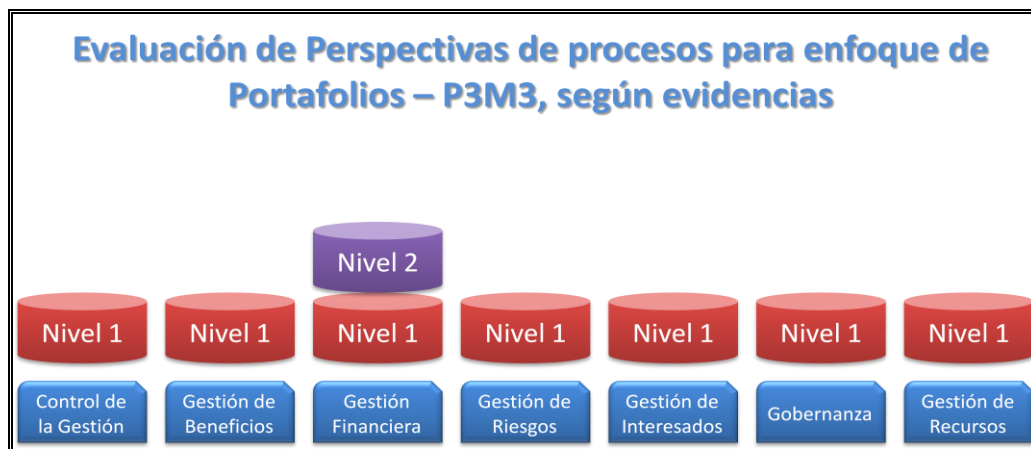 Evaluación de Perspectivas de procesos para enfoque de
Portafolios – P3M3, según evidencias
Nivel 2
Nivel 1
Nivel 1
Nivel 1
Nivel 1
Nivel 1
Nivel 1
Nivel 1
Control de
la Gestión
Gestión de
Beneficios
Gestión
Financiera
Gestión de
Riesgos
Gestión de
Interesados
Gobernanza
Gestión de
Recursos